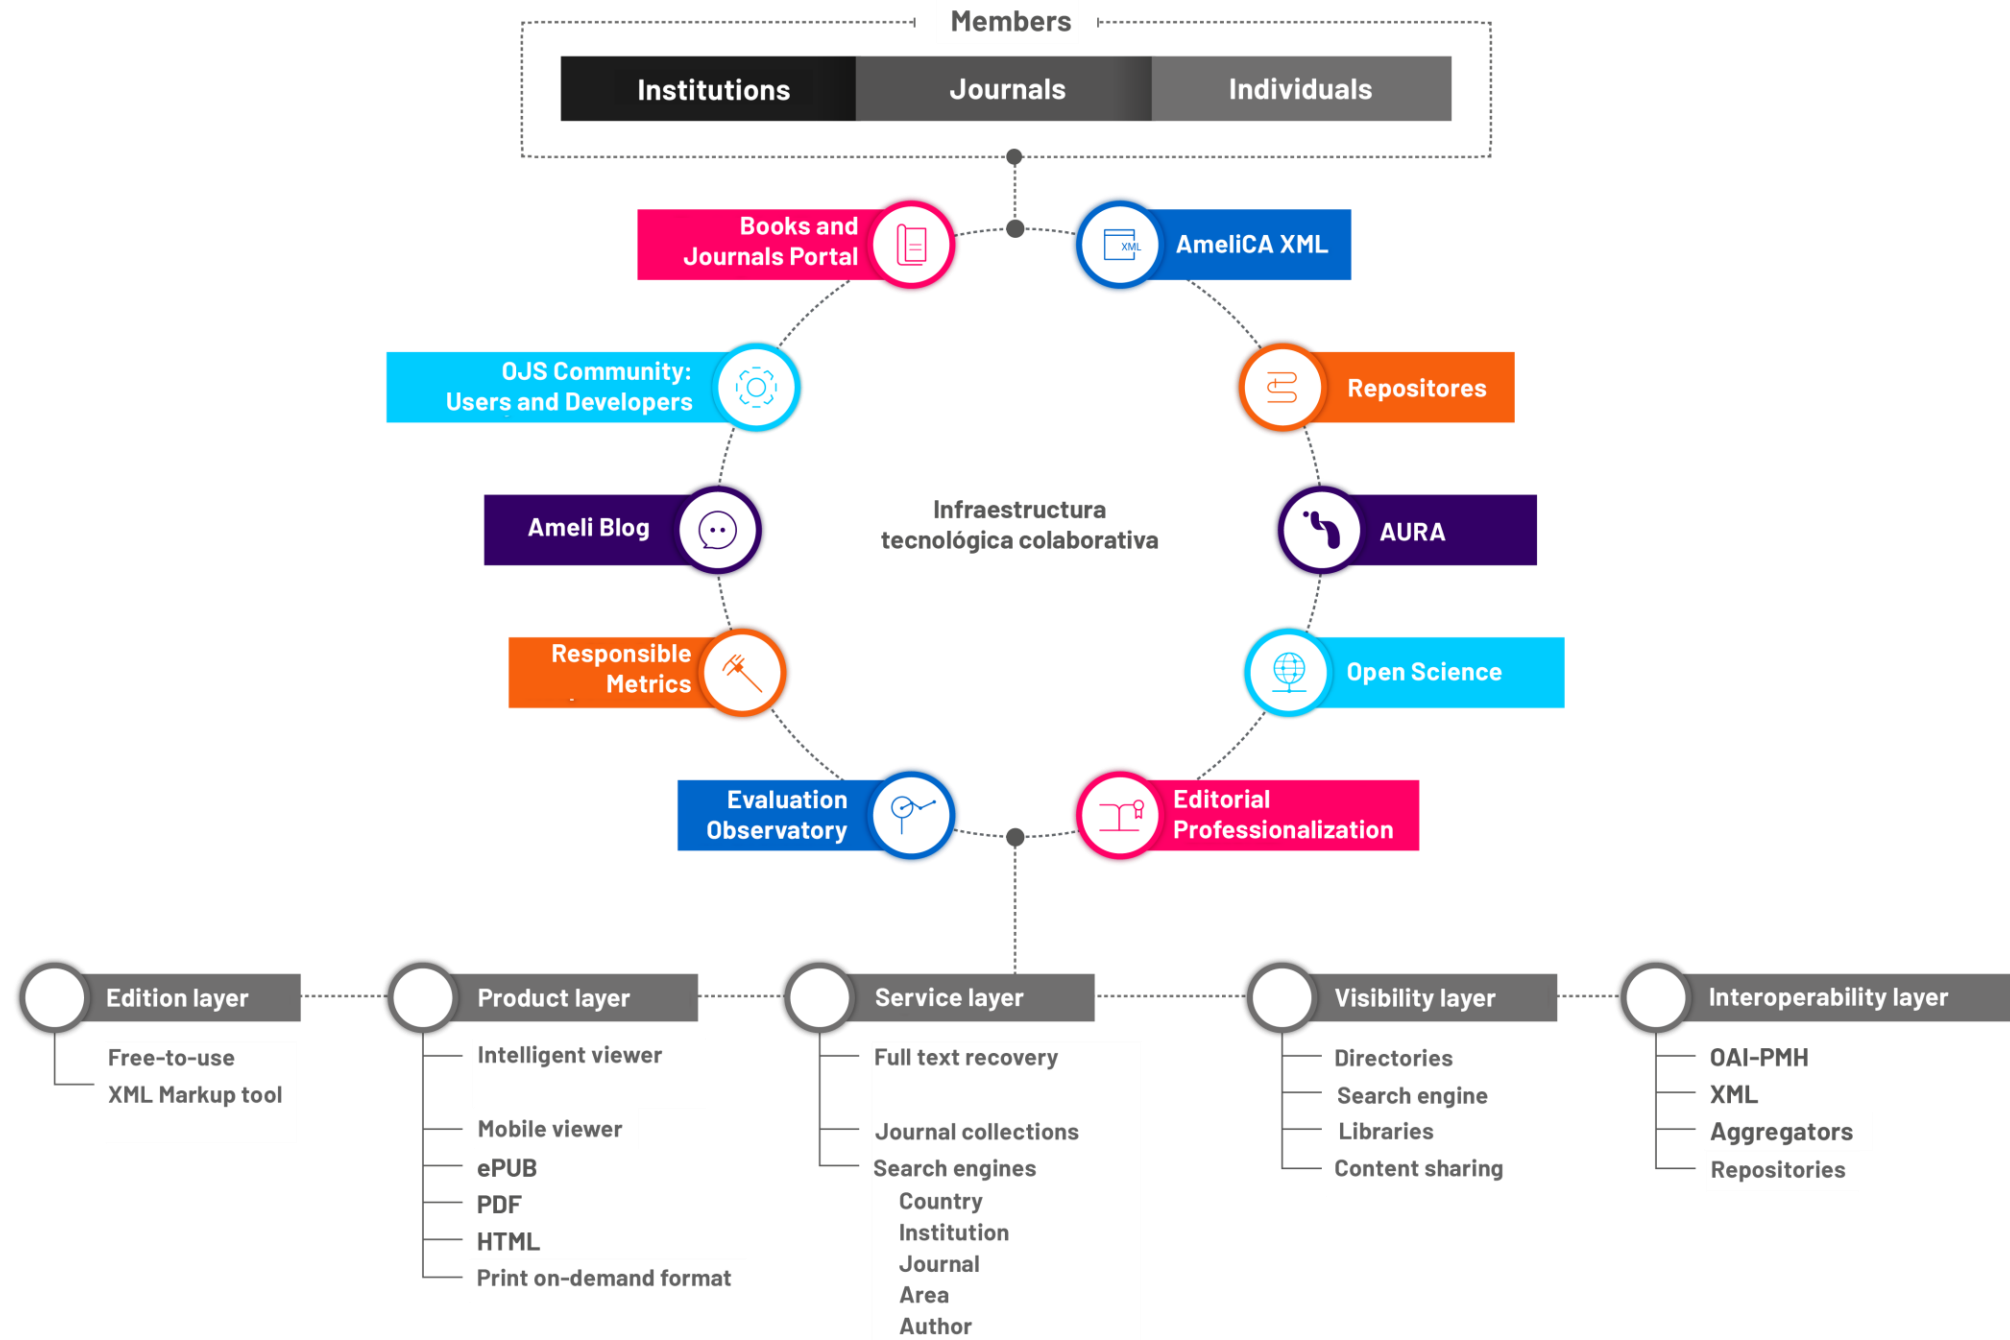 Members
Institutions
Journals
Individuals
Books and
Journals Portal
XML
AmeliCA XML
OJS Community:
Users and Developers
Repositores
Ameli Blog
Infraestructura
tecnológica colaborativa
AURA
Responsible
Metrics
Open Science
Evaluation
Observatory
Editorial
Professionalization
Edition layer
Free-to-use
XML Markup tool
Product layer
Intelligent viewer
Mobile viewer
ePUB
PDF
HTML
Print on-demand format
Service layer
Full text recovery
Journal collections
Search engines
Country
Institution
Journal
Area
Author
Visibility layer
Directories
Search engine
Libraries
Content sharing
Interoperability layer
OAI-PMH
XML
Aggregators
Repositories